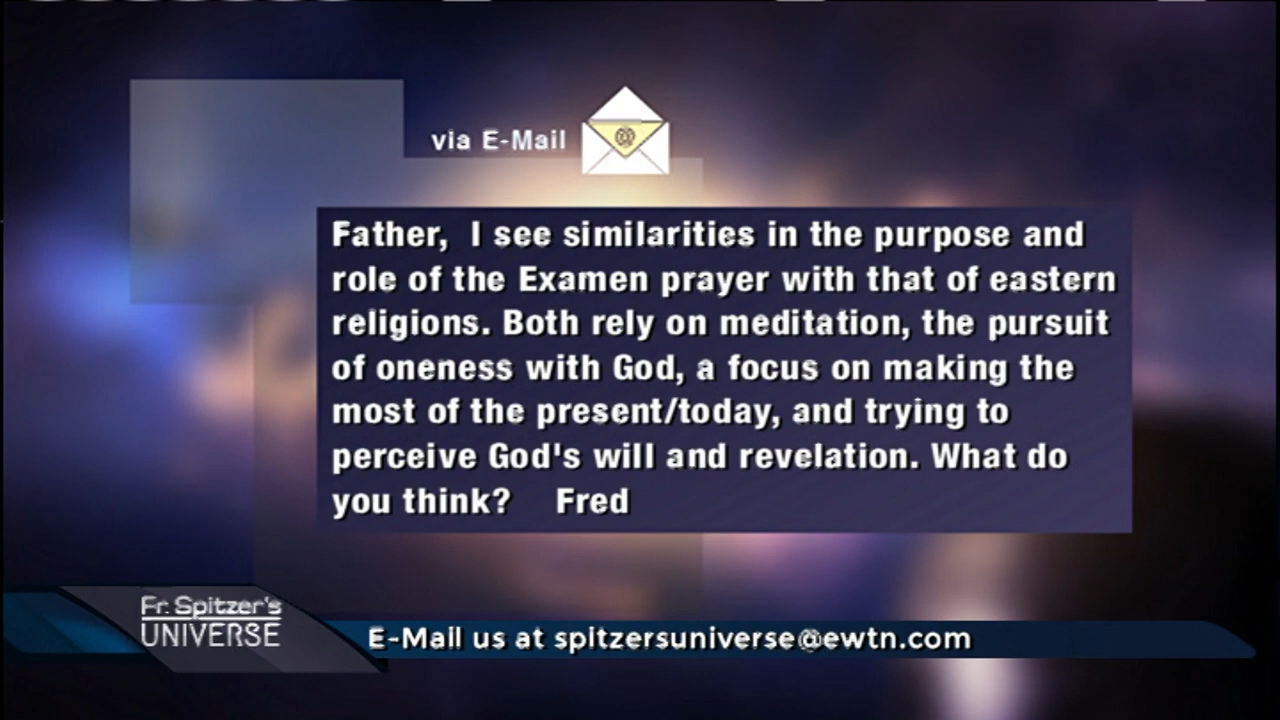 via E-Mail
@
Father,  I see similarities in the purpose and
role of the Examen prayer with that of eastern
religions. Both rely on meditation, the pursuit
of oneness with God, a focus on making the
most of the present/today, and trying to
perceive God's will and revelation. What do
you think?    Fred
Fr. Spitzer's
UNIVERSE
E-Mail us at spitzersuniverse@ewtn.com